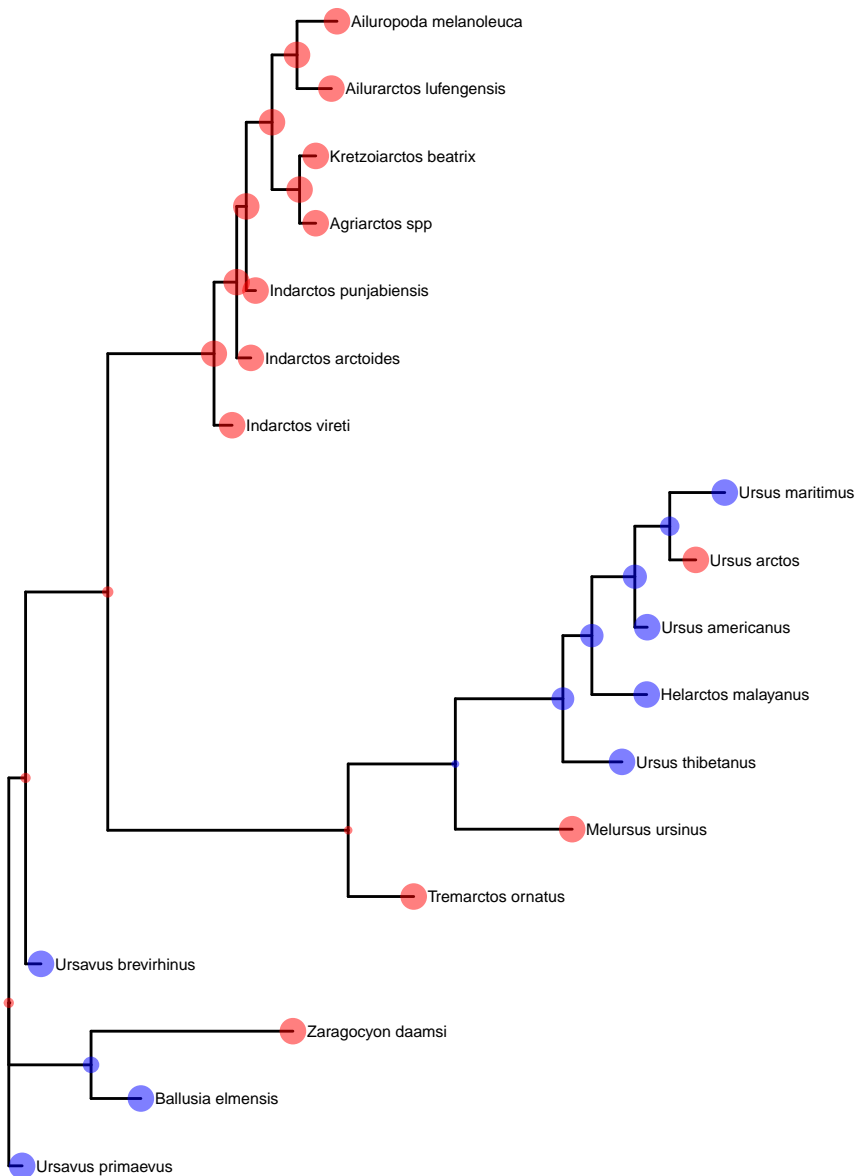 Ailuropoda melanoleuca
Ailurarctos lufengensis
Kretzoiarctos beatrix
Agriarctos spp
Indarctos punjabiensis
Indarctos arctoides
Indarctos vireti
Ursus maritimus
Ursus arctos
Ursus americanus
Helarctos malayanus
Ursus thibetanus
Melursus ursinus
Tremarctos ornatus
Ursavus brevirhinus
Zaragocyon daamsi
Ballusia elmensis
Ursavus primaevus